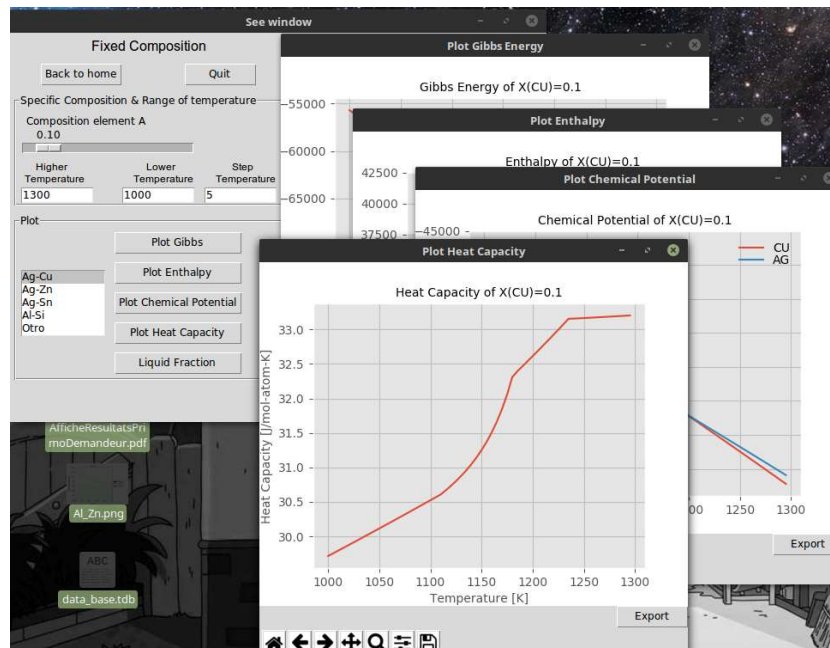 See window
Fixed Composition
Back to home
Quit
Specific Composition & Range of temperature
Composition element A
0.10
Higher Temperature
Lower Temperature
Step Temperature
1300
1000
5
Plot
Plot Gibbs
Plot Enthalpy
Plot Chemical Potential
Plot Heat Capacity
Liquid Fraction
Ag-Cu
Ag-Zn
Ag-Sn
Al-Si
Otro
Plot Gibbs Energy
Gibbs Energy of X(CU)=0.1
−55000
−60000
−65000
Plot Enthalpy
Enthalpy of X(CU)=0.1
42500
40000
37500
Plot Chemical Potential
Chemical Potential of X(CU)=0.1
−45000
CU
AG
00
1250
1300
Export
Plot Heat Capacity
Heat Capacity of X(CU)=0.1
Heat Capacity [J/mol-atom-K]
33.0
32.5
32.0
31.5
31.0
30.5
30.0
1000
1050
1100
1150
1200
1250
1300
Temperature [K]
Export
AfficheResultatsPri
moDemandeur.pdf
Al_Zn.png
ABC
data_base.tdb